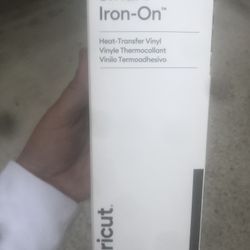 Iron-On™
Heat-Transfer Vinyl
Vinyle Thermocollant
Vinilo Termoadhesivo
ricut.